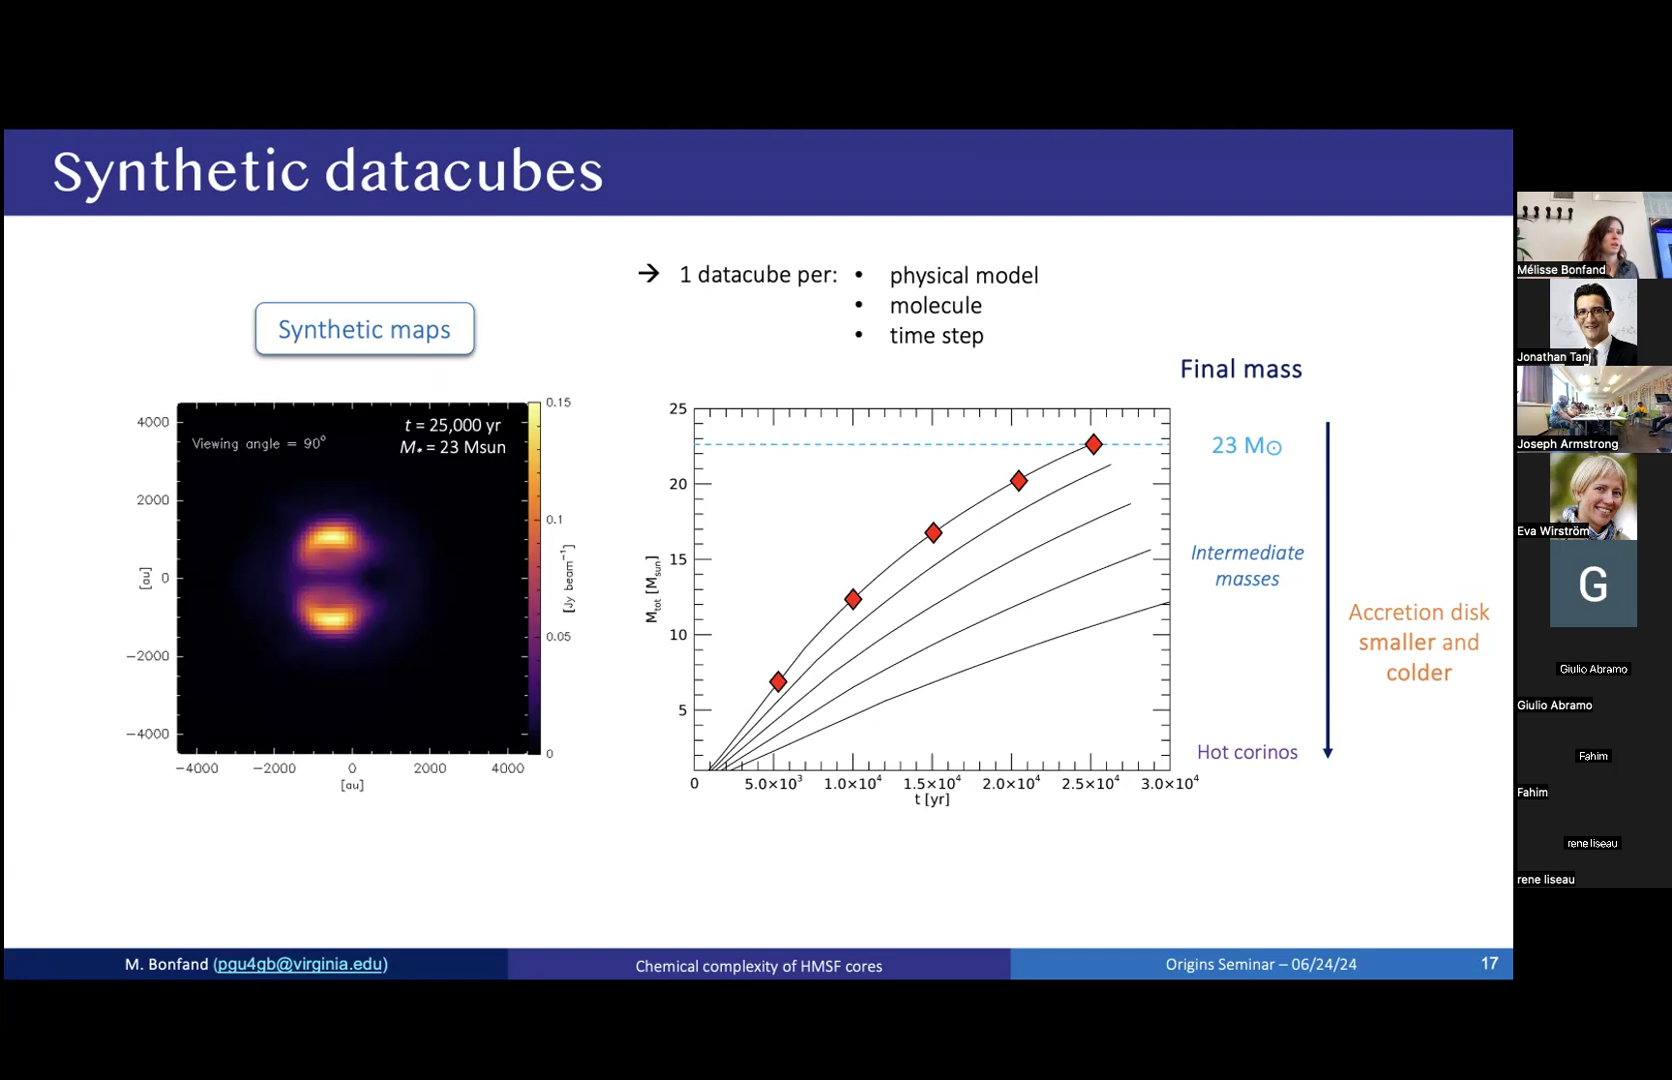 Synthetic datacubes
→ 1 datacube per:
• physical model
• molecule
• time step
Synthetic maps
Viewing angle = 90°
t = 25,000 yr
M* = 23 Msun
4000
2000
0
−2000
−4000
[au]
−4000 −2000 0 2000 4000
[au]
0.15
0.1
0.05
0
[Jy beam⁻¹]
25
20
15
10
5
Mtot [Msun]
0 5.0×10³ 1.0×10⁴ 1.5×10⁴ 2.0×10⁴ 2.5×10⁴ 3.0×10⁴
t [yr]
Final mass
23 M⊙
Intermediate
masses
Hot corinos
Accretion disk
smaller and
colder
M. Bonfand (pgu4gb@virginia.edu)
Chemical complexity of HMSF cores
Origins Seminar – 06/24/24
17
Mélisse Bonfand
Jonathan Tan
Joseph Armstrong
Eva Wirström
G
Giulio Abramo
Giulio Abramo
Fahim
Fahim
rene liseau
rene liseau